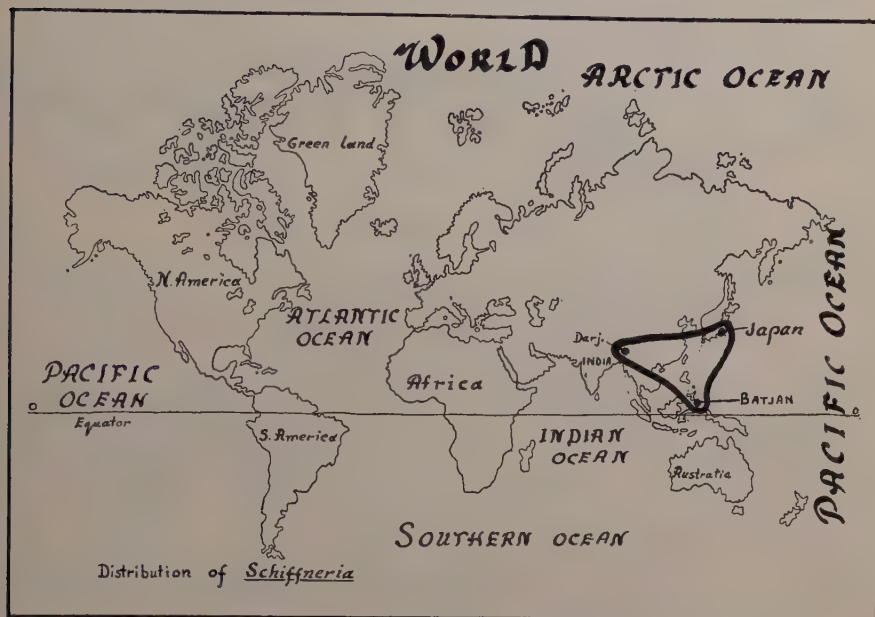 WORLD
ARCTIC OCEAN
Green land
N. America
ATLANTIC
OCEAN
PACIFIC
OCEAN
O
Equator
Africa
S. America
Darj.
INDIA
Japan
BATJAN
O
PACIFIC OCEAN
INDIAN
OCEAN
Australia
SOUTHERN OCEAN
Distribution of Schiffneria